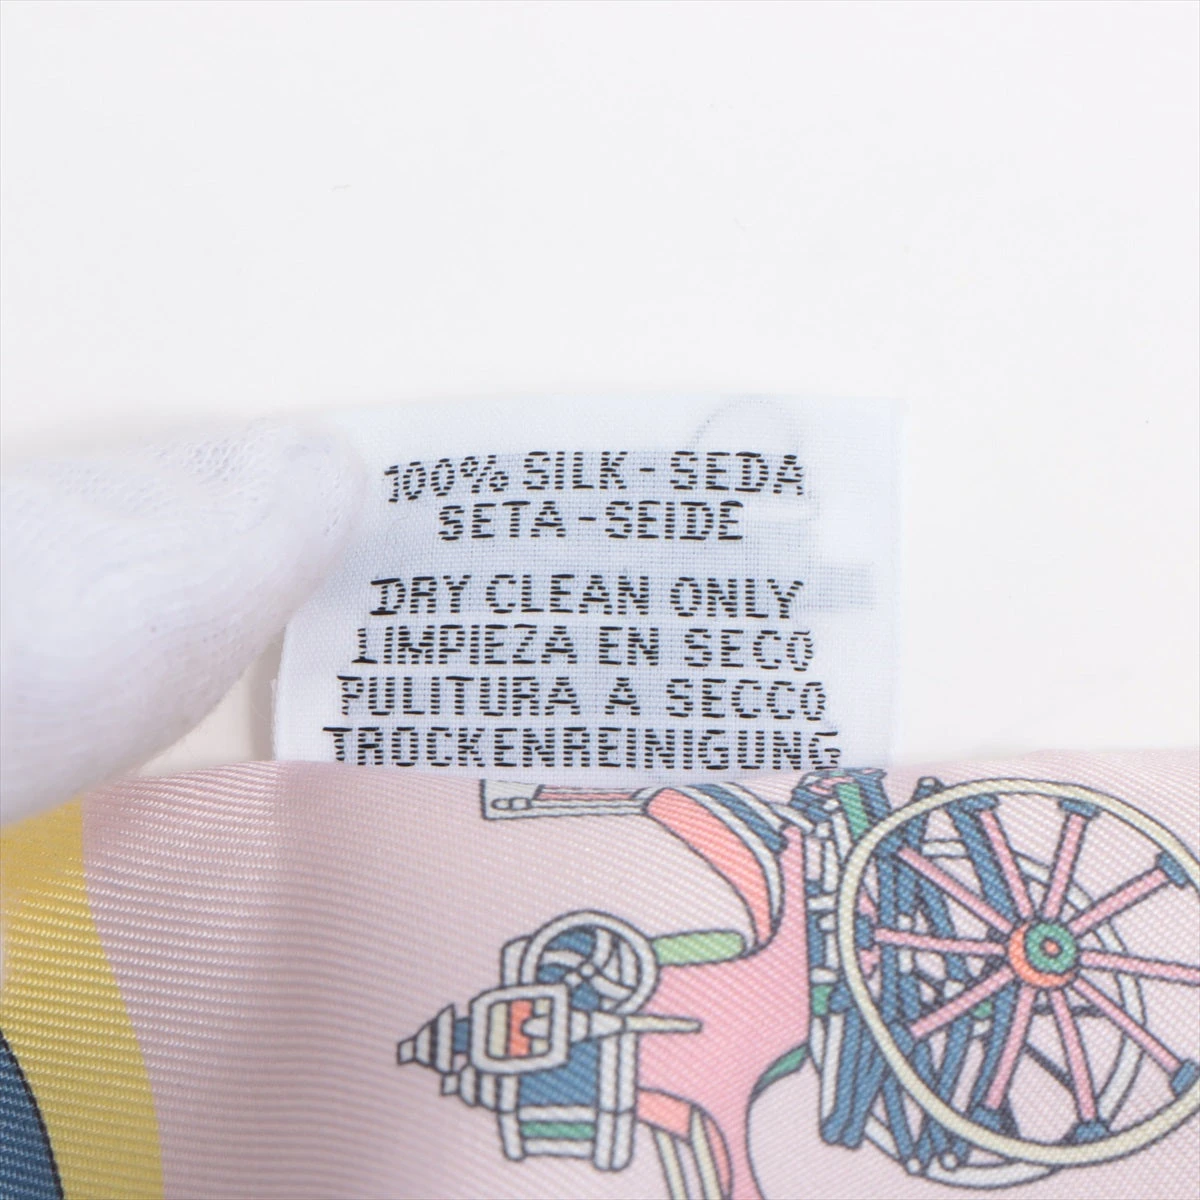 100% SILK - SEDA
SETA - SEIDE
DRY CLEAN ONLY
LIMPIEZA EN SECO
PULITURA A SECCO
TROCKENREINIGUNG